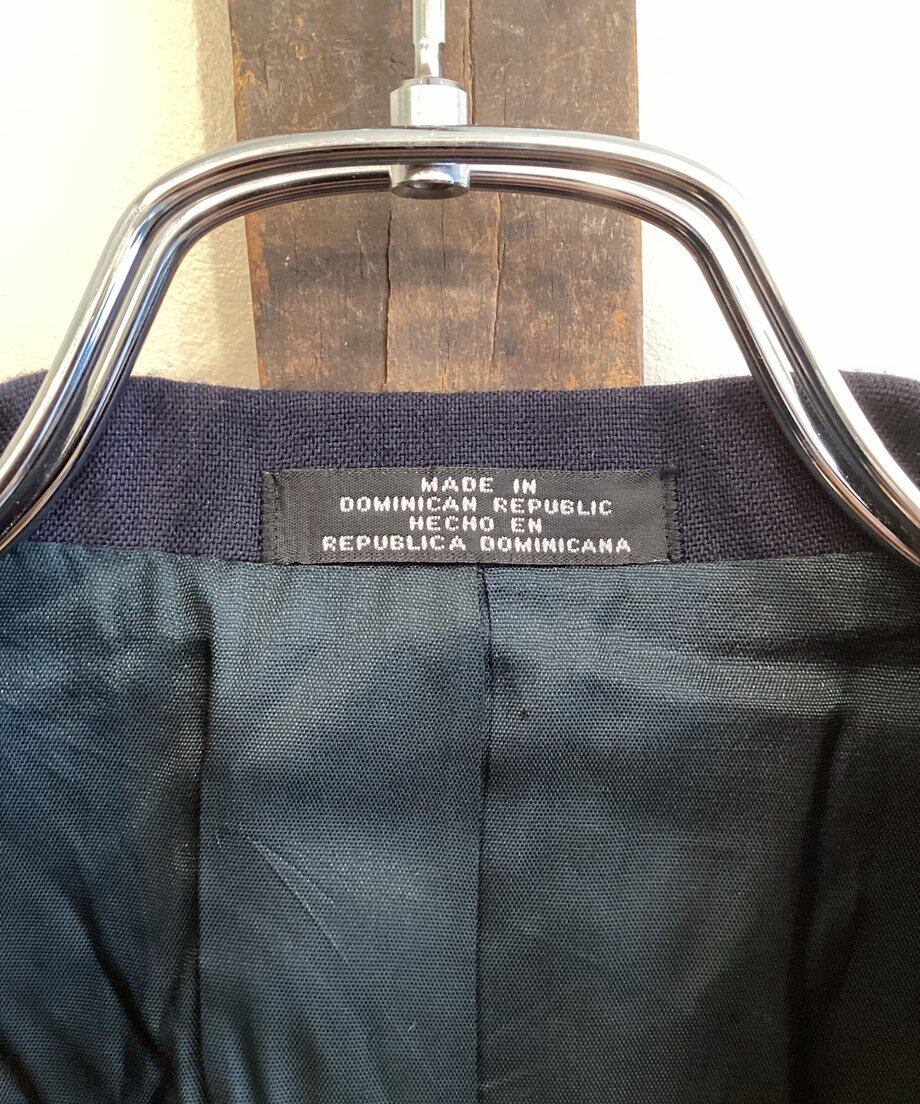 MADE IN
DOMINICAN REPUBLIC
HECHO EN
REPUBLICA DOMINICANA